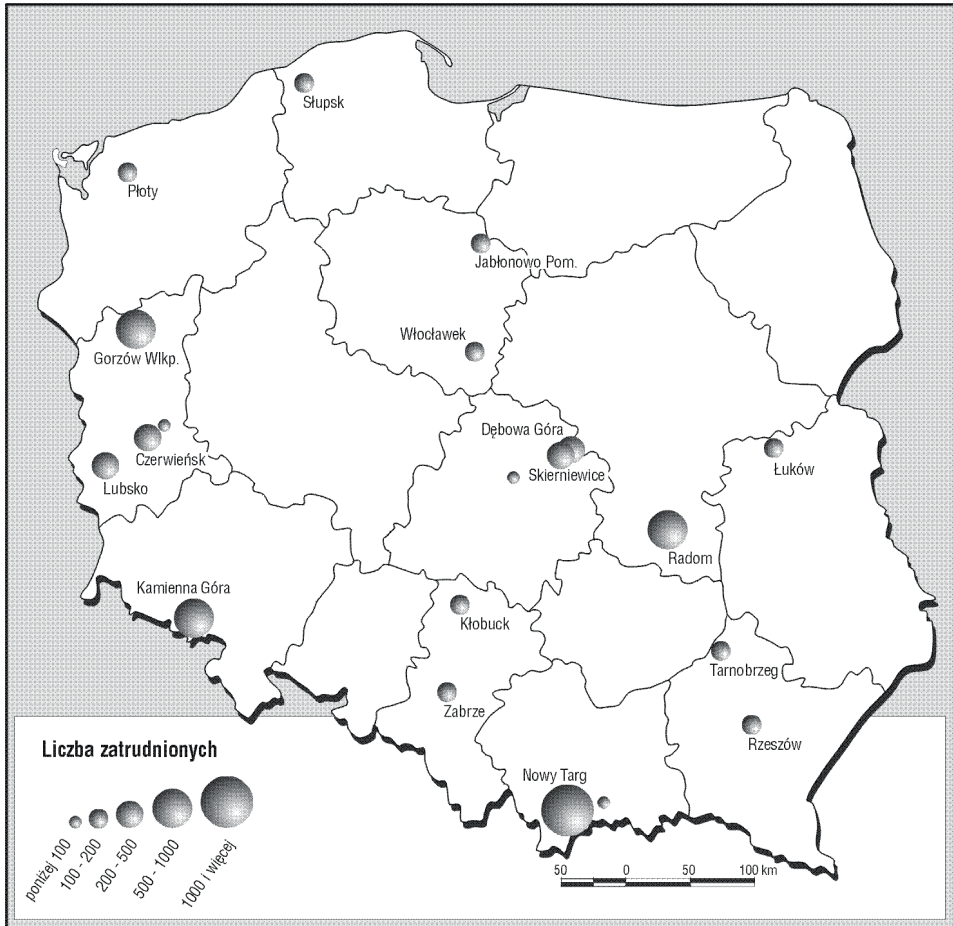 Słupsk
Płoty
Jabłonowo Pom.
Włocławek
Gorzów Wlkp.
Dębowa Góra
Czerwieńsk
Skierniewice
Łuków
Lubsko
Radom
Kamienna Góra
Kłobuck
Tarnobrzeg
Zabrze
Rzeszów
Nowy Targ
Liczba zatrudnionych
poniżej 100
100 - 200
200 - 500
500 - 1000
1000 i więcej
50 0 50 100 km